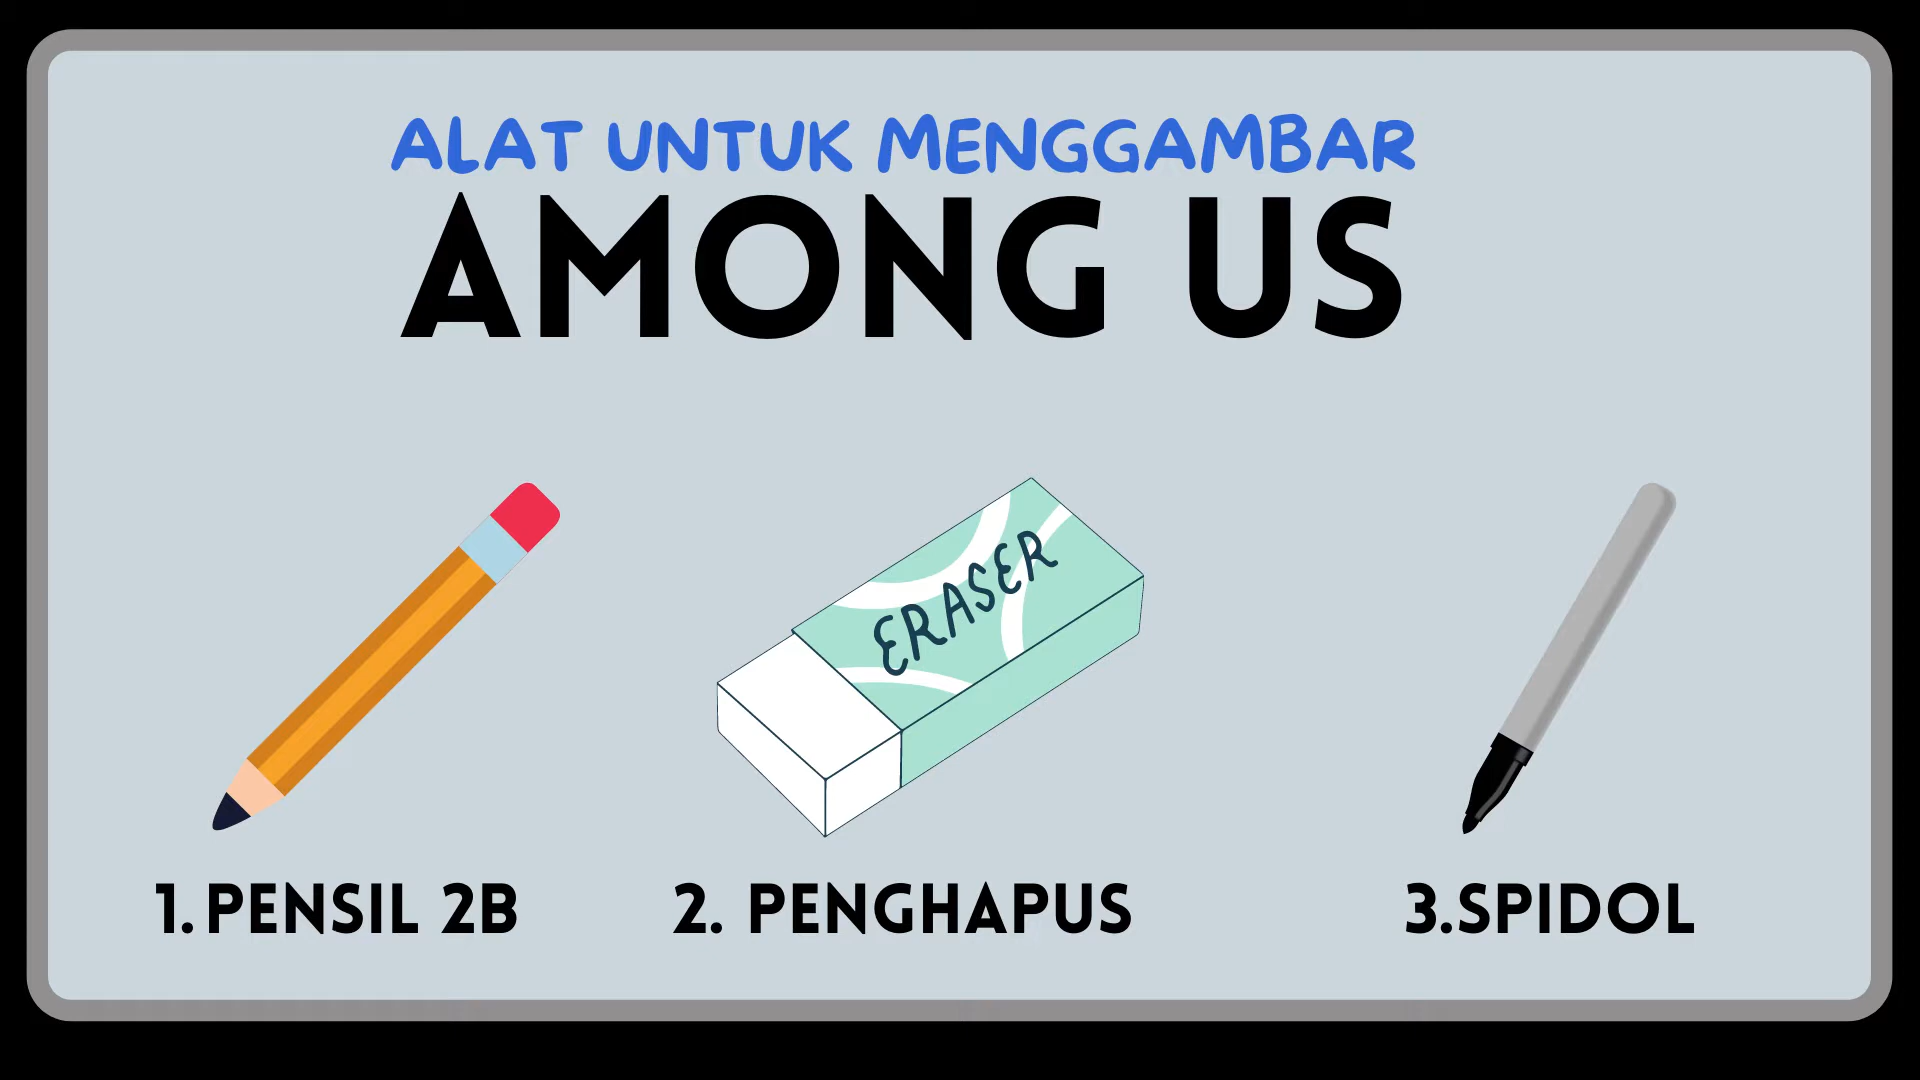 ALAT UNTUK MENGGAMBAR
AMONG US
ERASER
1. PENSIL 2B
2. PENGHAPUS
3.SPIDOL